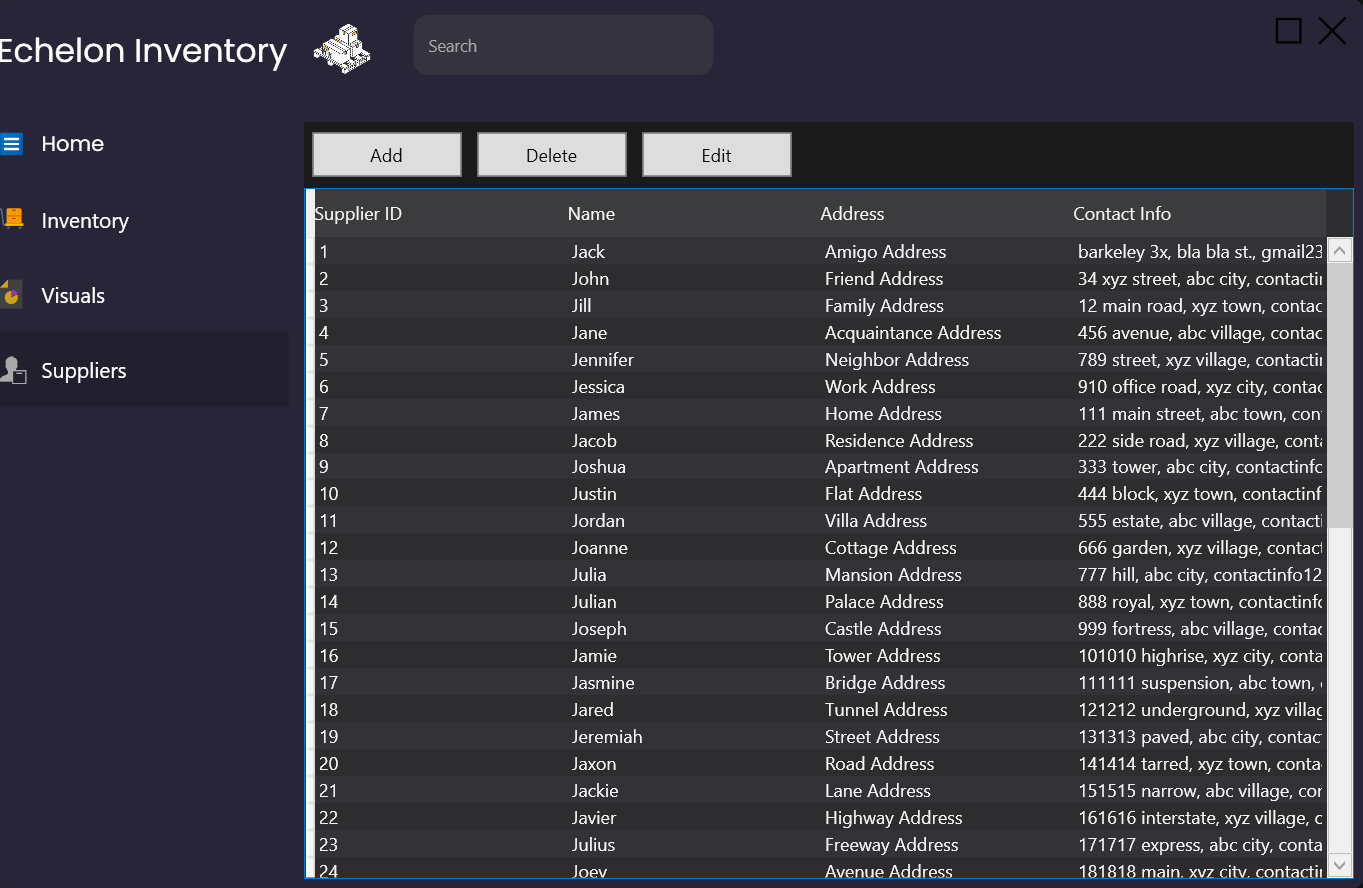 Echelon Inventory
Search
Home
Inventory
Visuals
Suppliers
Add Delete Edit
Supplier ID Name Address Contact Info
1 Jack Amigo Address barkeley 3x, bla bla st., gmail23
2 John Friend Address 34 xyz street, abc city, contactin
3 Jill Family Address 12 main road, xyz town, contac
4 Jane Acquaintance Address 456 avenue, abc village, contac
5 Jennifer Neighbor Address 789 street, xyz village, contactin
6 Jessica Work Address 910 office road, xyz city, contac
7 James Home Address 111 main street, abc town, con
8 Jacob Residence Address 222 side road, xyz village, conta
9 Joshua Apartment Address 333 tower, abc city, contactinfo
10 Justin Flat Address 444 block, xyz town, contactinf
11 Jordan Villa Address 555 estate, abc village, contacti
12 Joanne Cottage Address 666 garden, xyz village, contact
13 Julia Mansion Address 777 hill, abc city, contactinfo12
14 Julian Palace Address 888 royal, xyz town, contactinfo
15 Joseph Castle Address 999 fortress, abc village, contac
16 Jamie Tower Address 101010 highrise, xyz city, conta
17 Jasmine Bridge Address 111111 suspension, abc town,
18 Jared Tunnel Address 121212 underground, xyz villag
19 Jeremiah Street Address 131313 paved, abc city, contac
20 Jaxon Road Address 141414 tarred, xyz town, conta
21 Jackie Lane Address 151515 narrow, abc village, con
22 Javier Highway Address 161616 interstate, xyz village, c
23 Julius Freeway Address 171717 express, abc city, conta
24 Joey Avenue Address 181818 main, xyz city, contacti